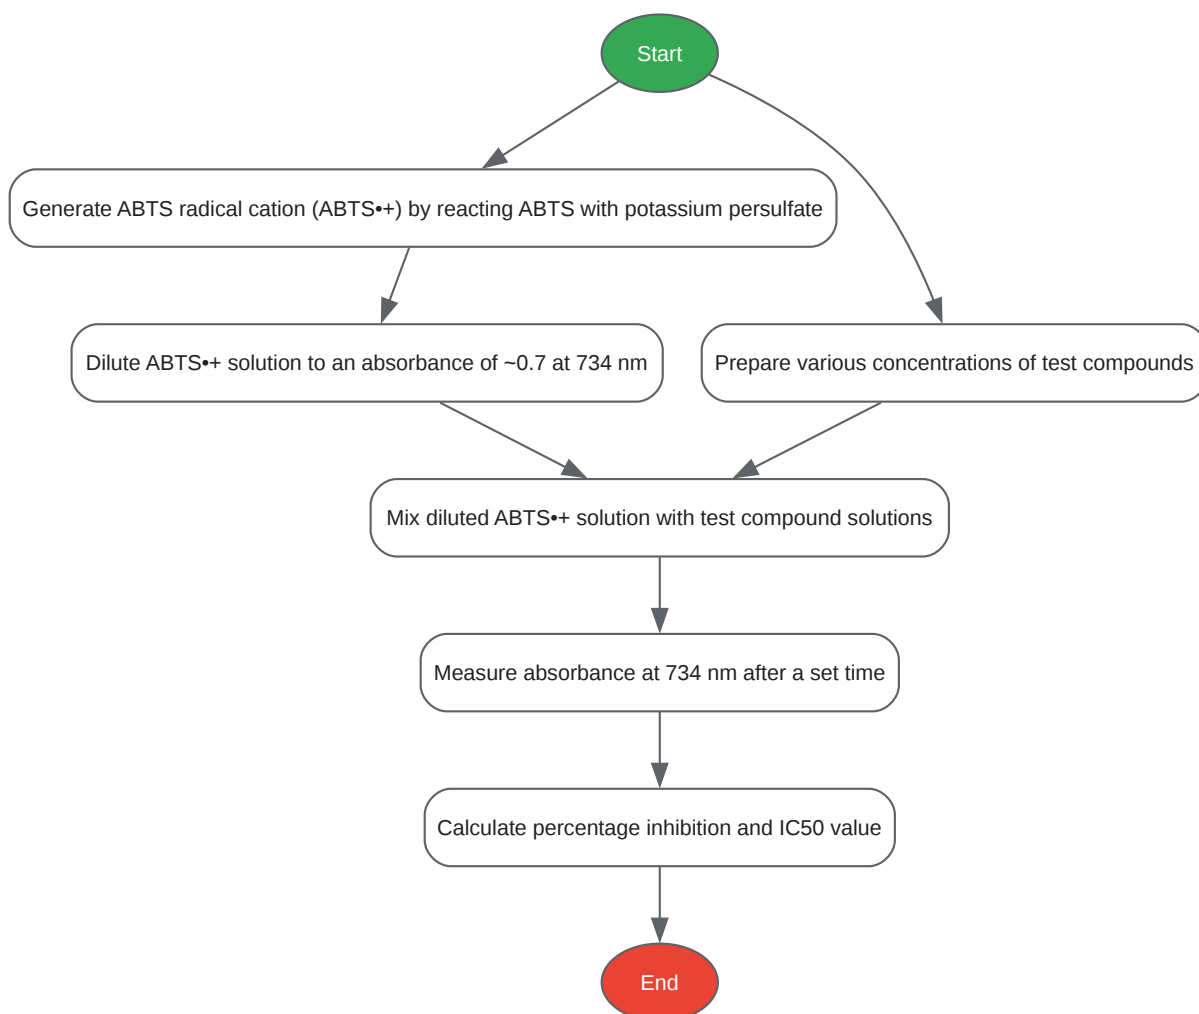 Start
Generate ABTS radical cation (ABTS•+) by reacting ABTS with potassium persulfate
Dilute ABTS•+ solution to an absorbance of ~0.7 at 734 nm
Prepare various concentrations of test compounds
Mix diluted ABTS•+ solution with test compound solutions
Measure absorbance at 734 nm after a set time
Calculate percentage inhibition and IC50 value
End